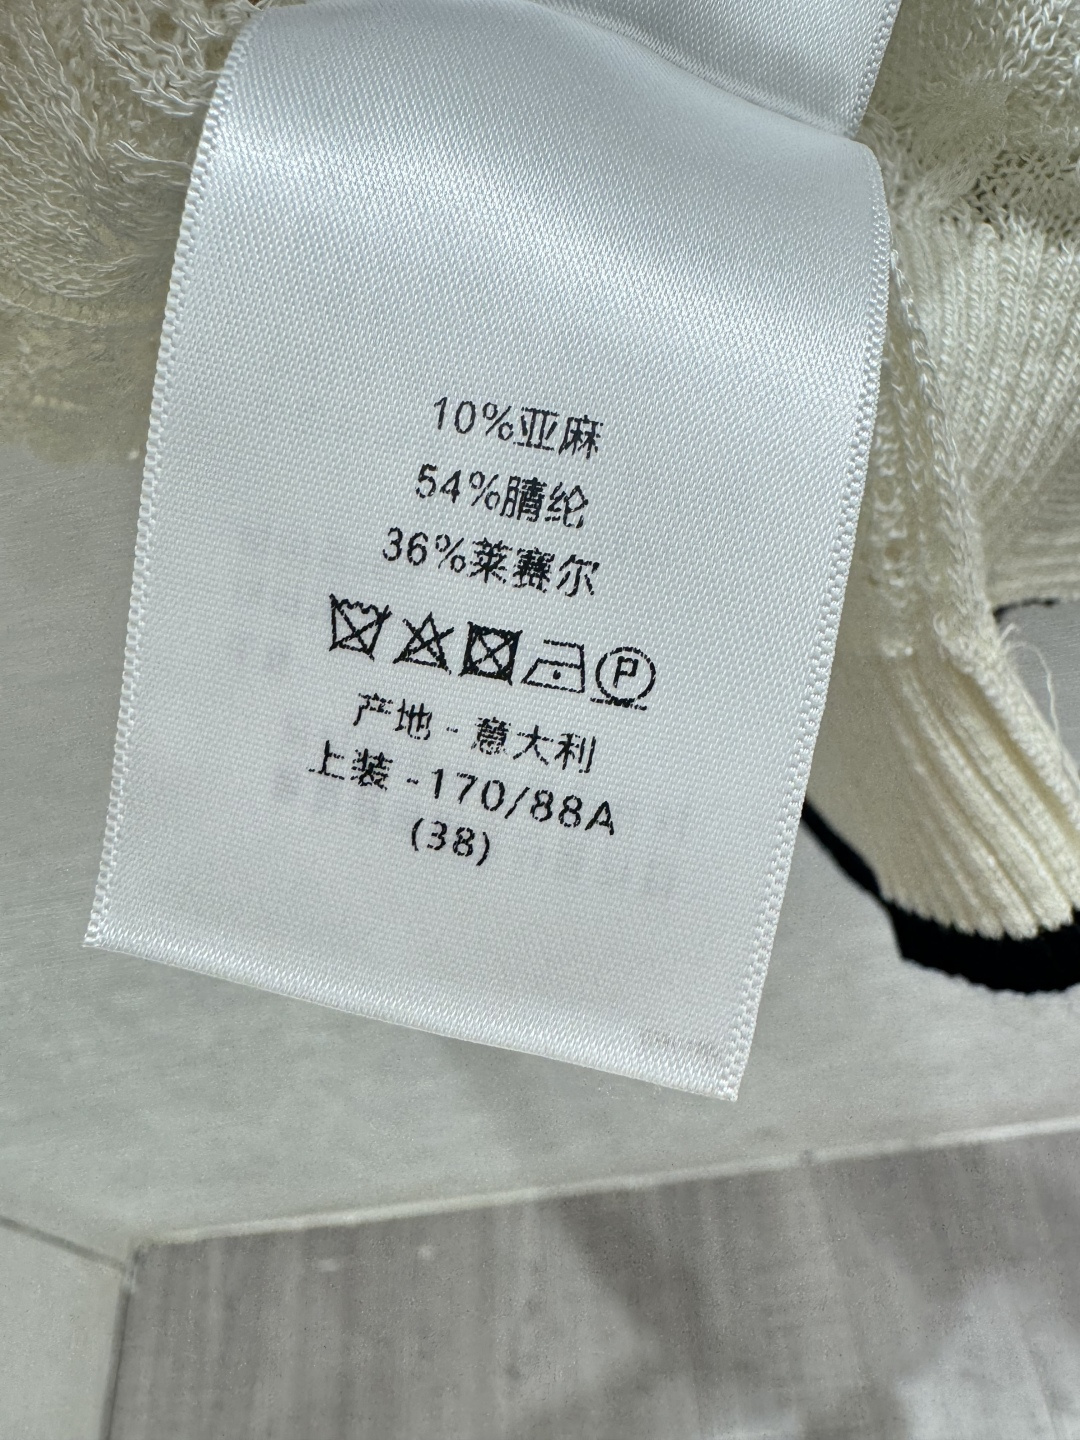 10%亚麻
54%腈纶
36%莱赛尔
P
产地 - 意大利
上装 -170/88A
(38)